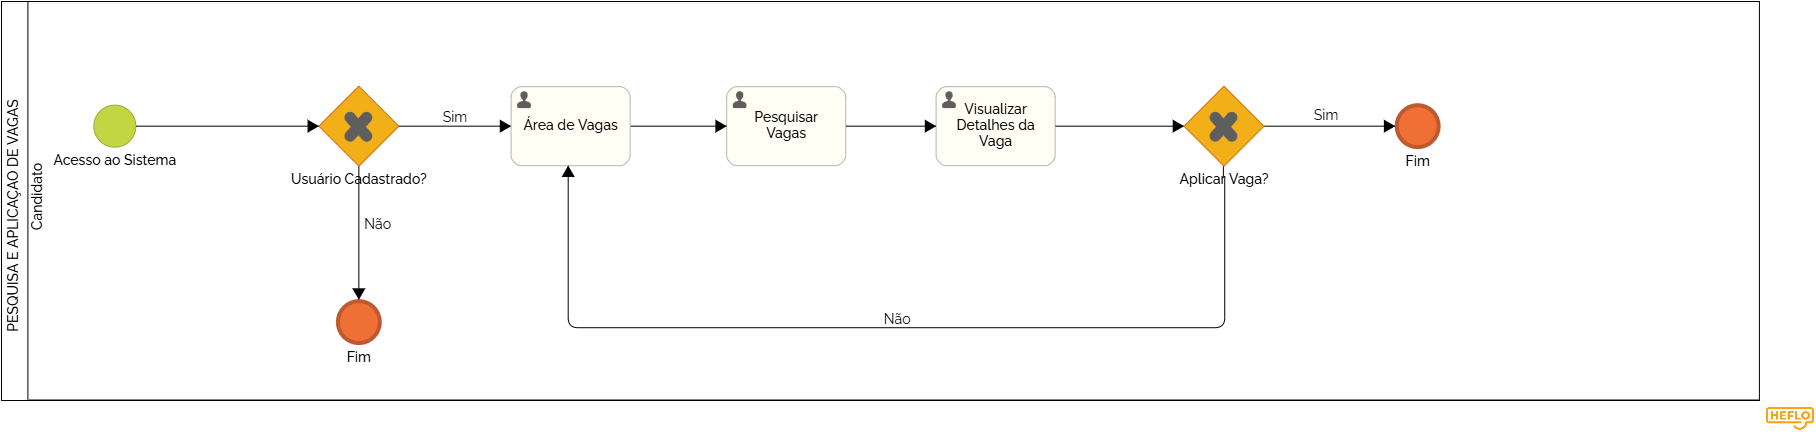 PESQUISA E APLICAÇAO DE VAGAS
Candidato
Acesso ao Sistema
Usuário Cadastrado?
Sim
Não
Fim
Área de Vagas
Pesquisar
Vagas
Visualizar
Detalhes da
Vaga
Aplicar Vaga?
Sim
Não
Fim
HEFLO